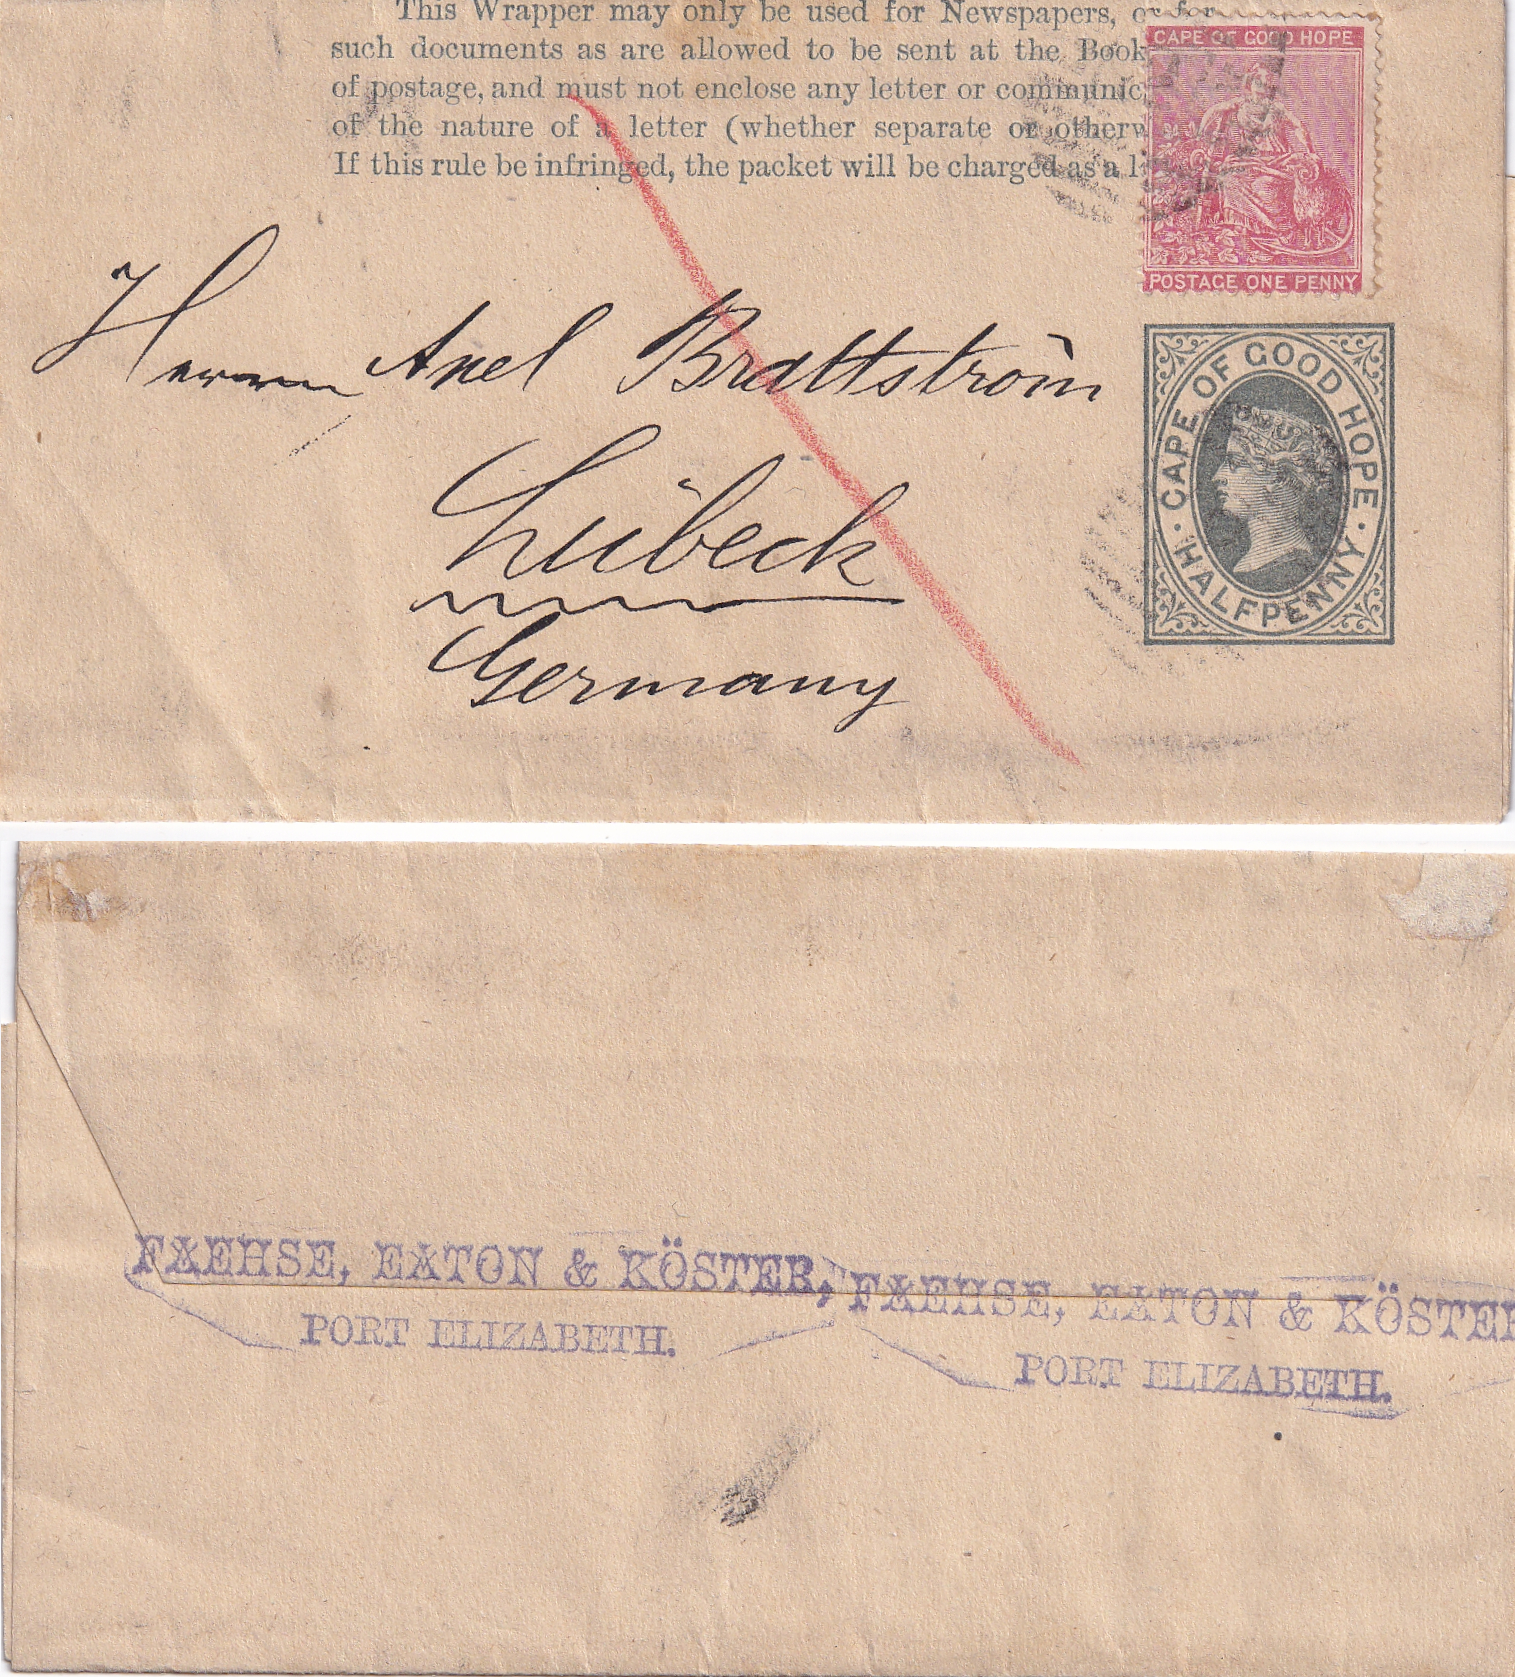 This Wrapper may only be used for Newspapers, or for
such documents as are allowed to be sent at the Book
of postage, and must not enclose any letter or communic
of the nature of a letter (whether separate or otherw
If this rule be infringed, the packet will be charged as a l
CAPE OF GOOD HOPE
POSTAGE ONE PENNY
Herrn Axel Brattström
Lübeck
Germany
CAPE OF GOOD HOPE
HALFPENNY
FAEHSE, EATON & KÖSTER,
PORT ELIZABETH.
FAEHSE, EATON & KÖSTER
PORT ELIZABETH.